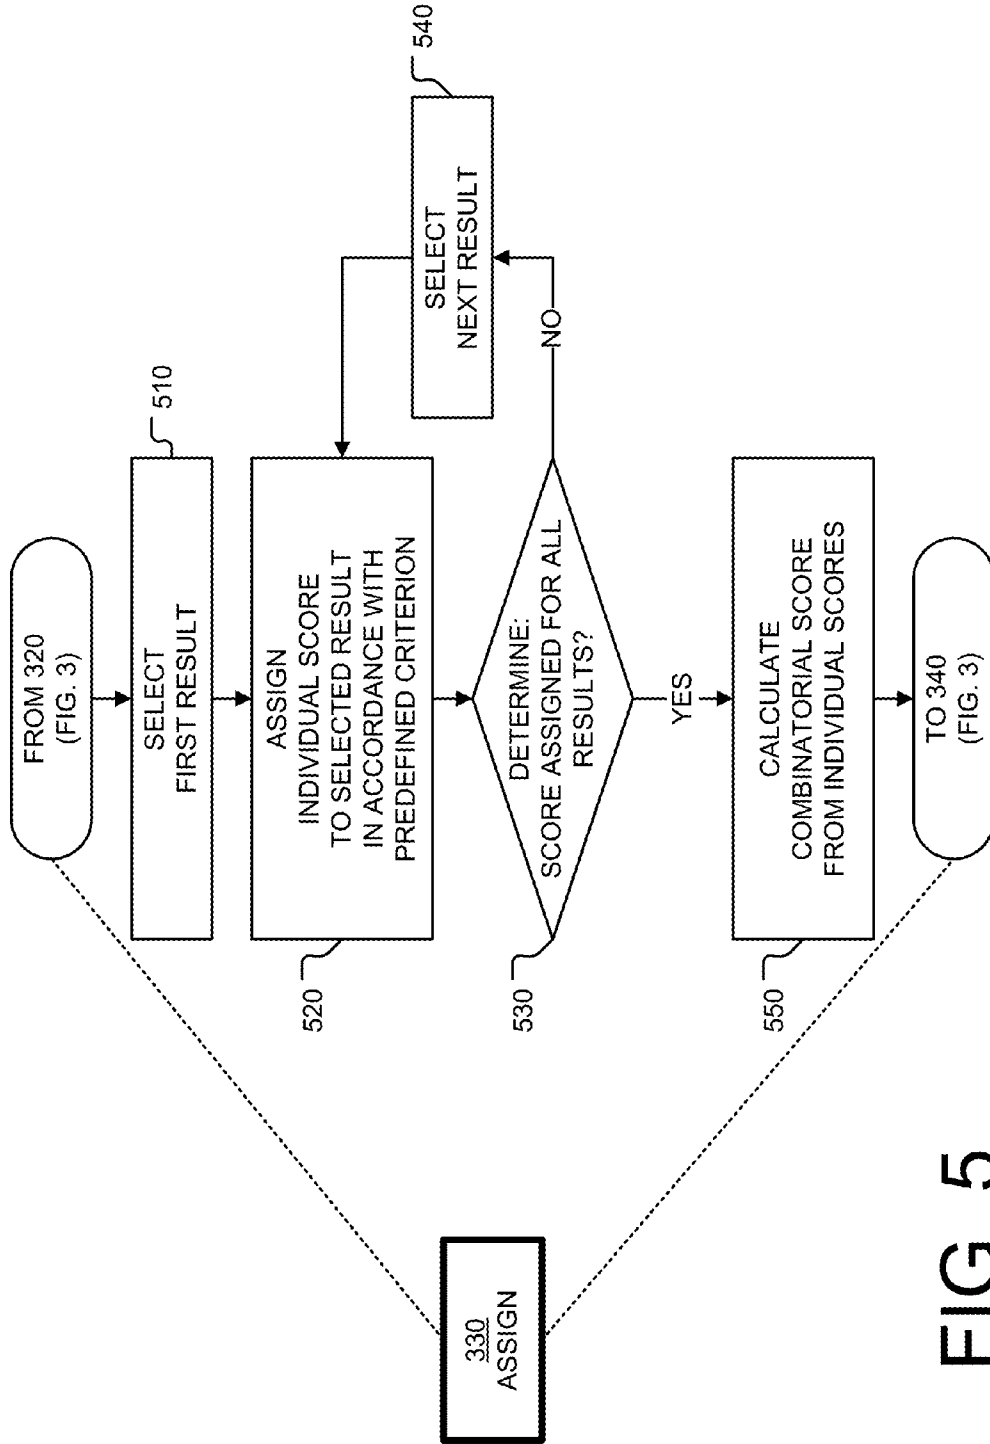 FROM 320
(FIG. 3)
SELECT
FIRST RESULT
510
ASSIGN
INDIVIDUAL SCORE
TO SELECTED RESULT
IN ACCORDANCE WITH
PREDEFINED CRITERION
520
SELECT
NEXT RESULT
540
DETERMINE:
SCORE ASSIGNED FOR ALL
RESULTS?
530
NO
YES
CALCULATE
COMBINATORIAL SCORE
FROM INDIVIDUAL SCORES
550
TO 340
(FIG. 3)
330
ASSIGN
FIG. 5